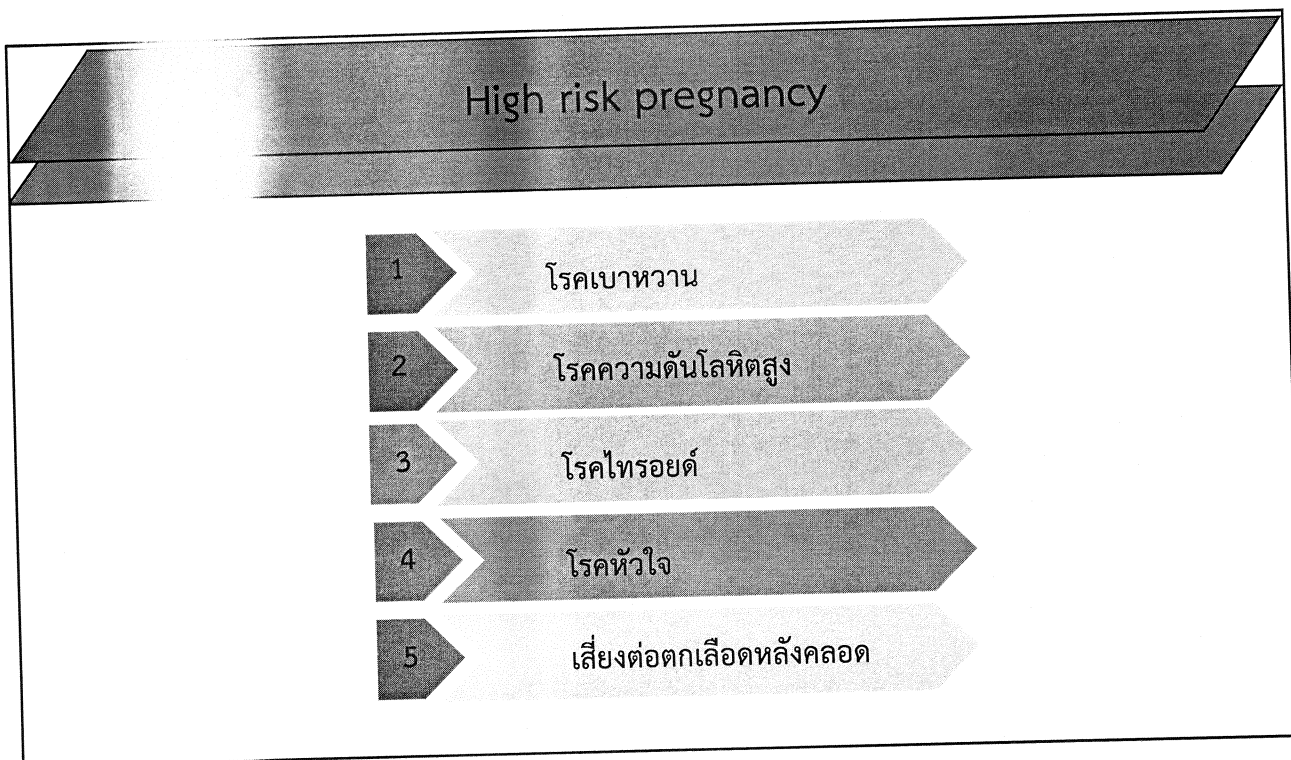 High risk pregnancy
1 โรคเบาหวาน
2 โรคความดันโลหิตสูง
3 โรคไทรอยด์
4 โรคหัวใจ
5 เสี่ยงต่อตกเลือดหลังคลอด